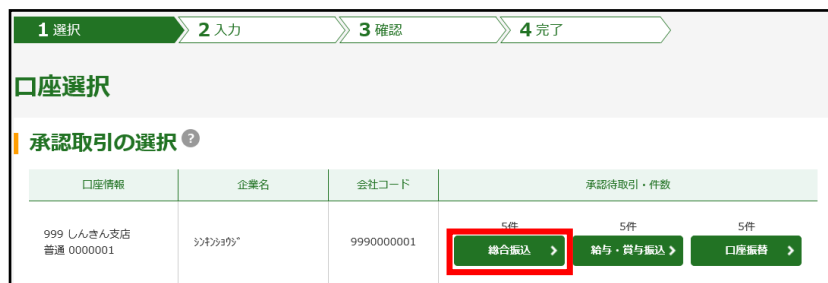 1 選択 2 入力 3 確認 4 完了
口座選択
承認取引の選択 ?
口座情報 企業名 会社コード 承認待取引・件数
999 しんきん支店 ｼﾝｷﾝｼｮｳｼﾞ 9990000001 5件 5件 5件
普通 0000001 総合振込 給与・賞与振込 口座振替